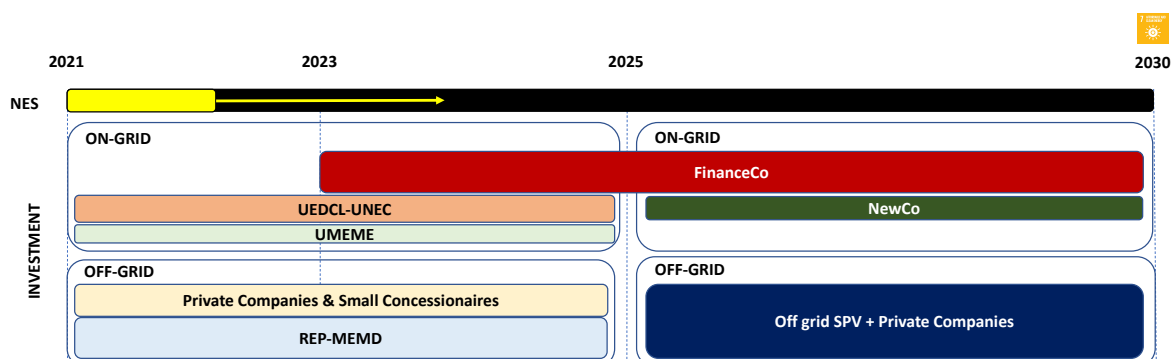 7
2021
2023
2025
2030
NES
ON-GRID
ON-GRID
FinanceCo
UEDCL-UNEC
NewCo
UMEME
INVESTMENT
OFF-GRID
OFF-GRID
Private Companies & Small Concessionaires
Off grid SPV + Private Companies
REP-MEMD